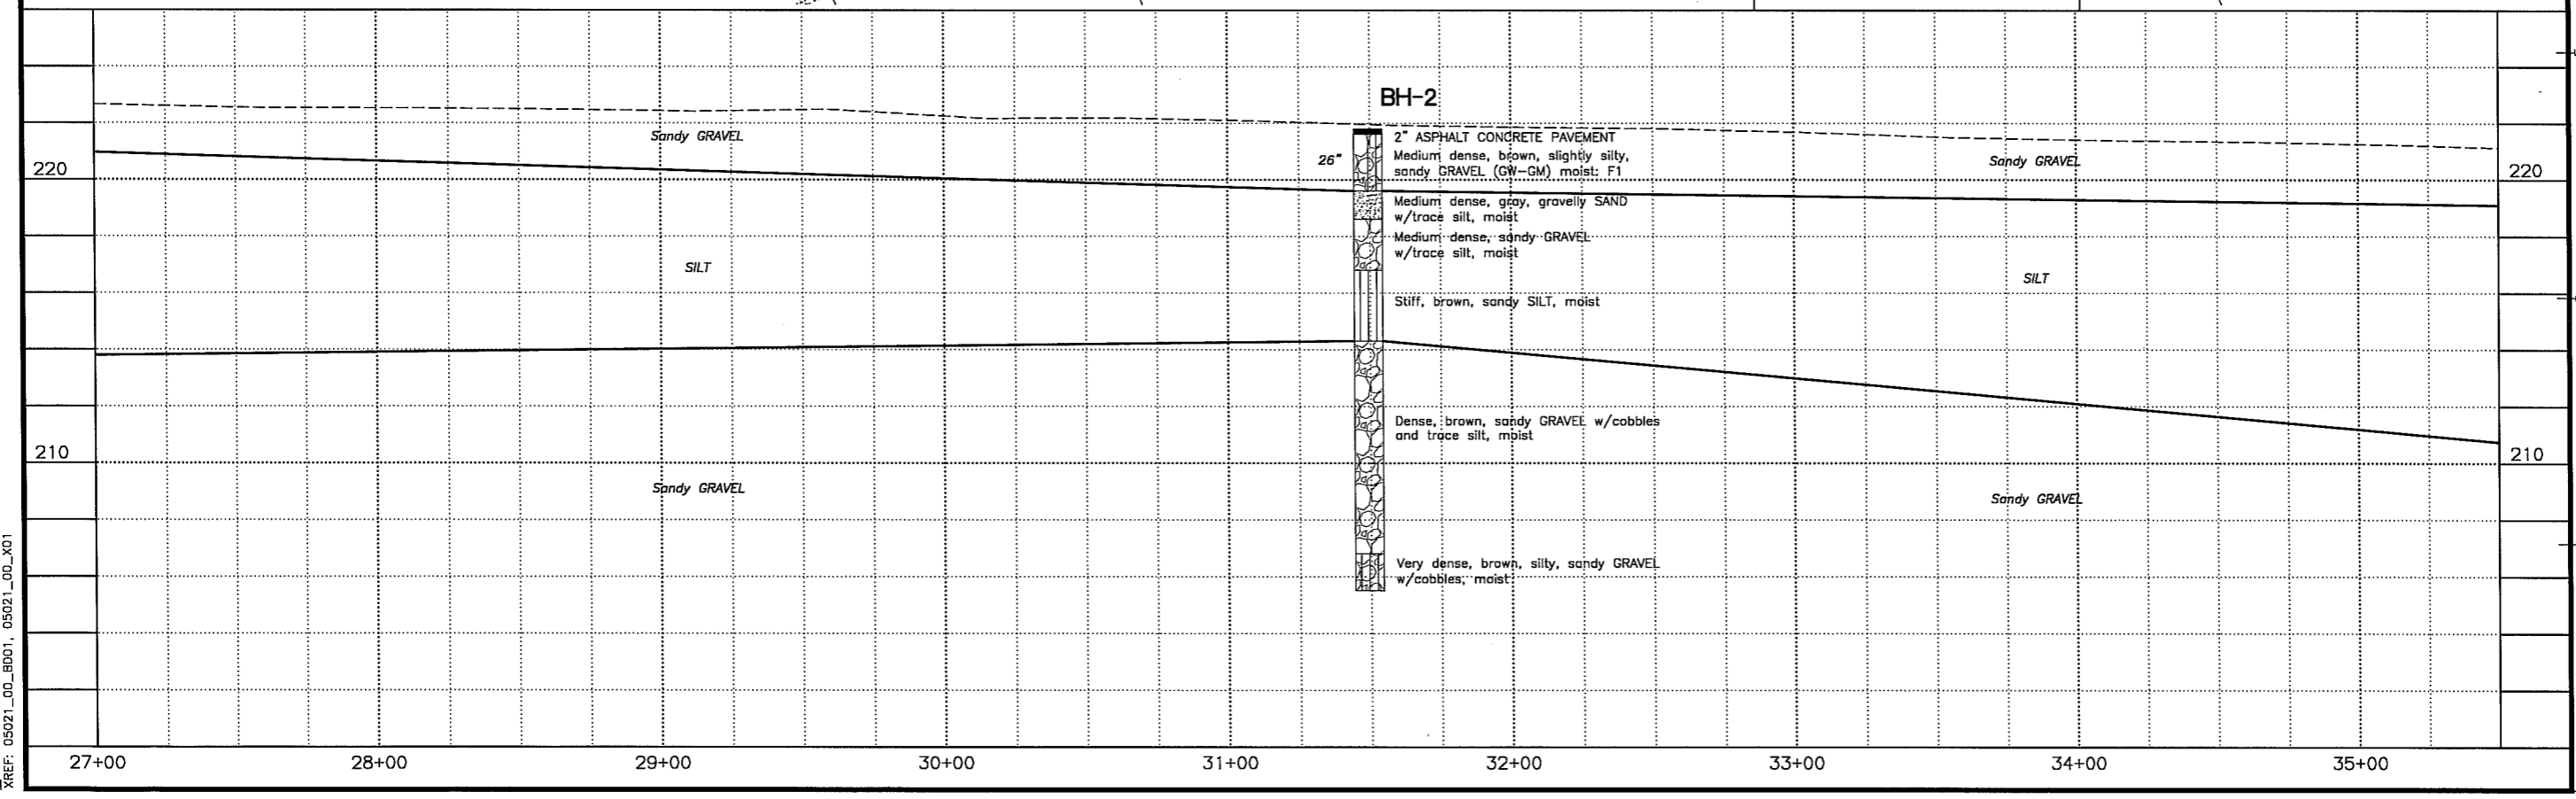 BH-2
2" ASPHALT CONCRETE PAVEMENT
Sandy GRAVEL
26"
Medium dense, brown, slightly silty,
sandy GRAVEL (GW-GM) moist; F1
Sandy GRAVEL
220
220
Medium dense, gray, gravelly SAND
w/trace silt, moist
Medium dense, sandy GRAVEL
w/trace silt, moist
SILT
SILT
Stiff, brown, sandy SILT, moist
Dense, brown, sandy GRAVEL w/cobbles
and trace silt, moist
210
210
Sandy GRAVEL
Sandy GRAVEL
Very dense, brown, silty, sandy GRAVEL
w/cobbles, moist
27+00
28+00
29+00
30+00
31+00
32+00
33+00
34+00
35+00
XREF: 05021_00_BD01, 05021_00_X01